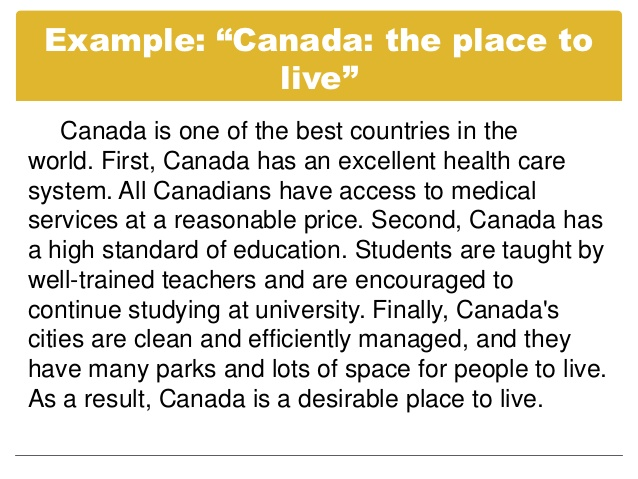 Example: “Canada: the place to
live”
Canada is one of the best countries in the
world. First, Canada has an excellent health care
system. All Canadians have access to medical
services at a reasonable price. Second, Canada has
a high standard of education. Students are taught by
well-trained teachers and are encouraged to
continue studying at university. Finally, Canada's
cities are clean and efficiently managed, and they
have many parks and lots of space for people to live.
As a result, Canada is a desirable place to live.